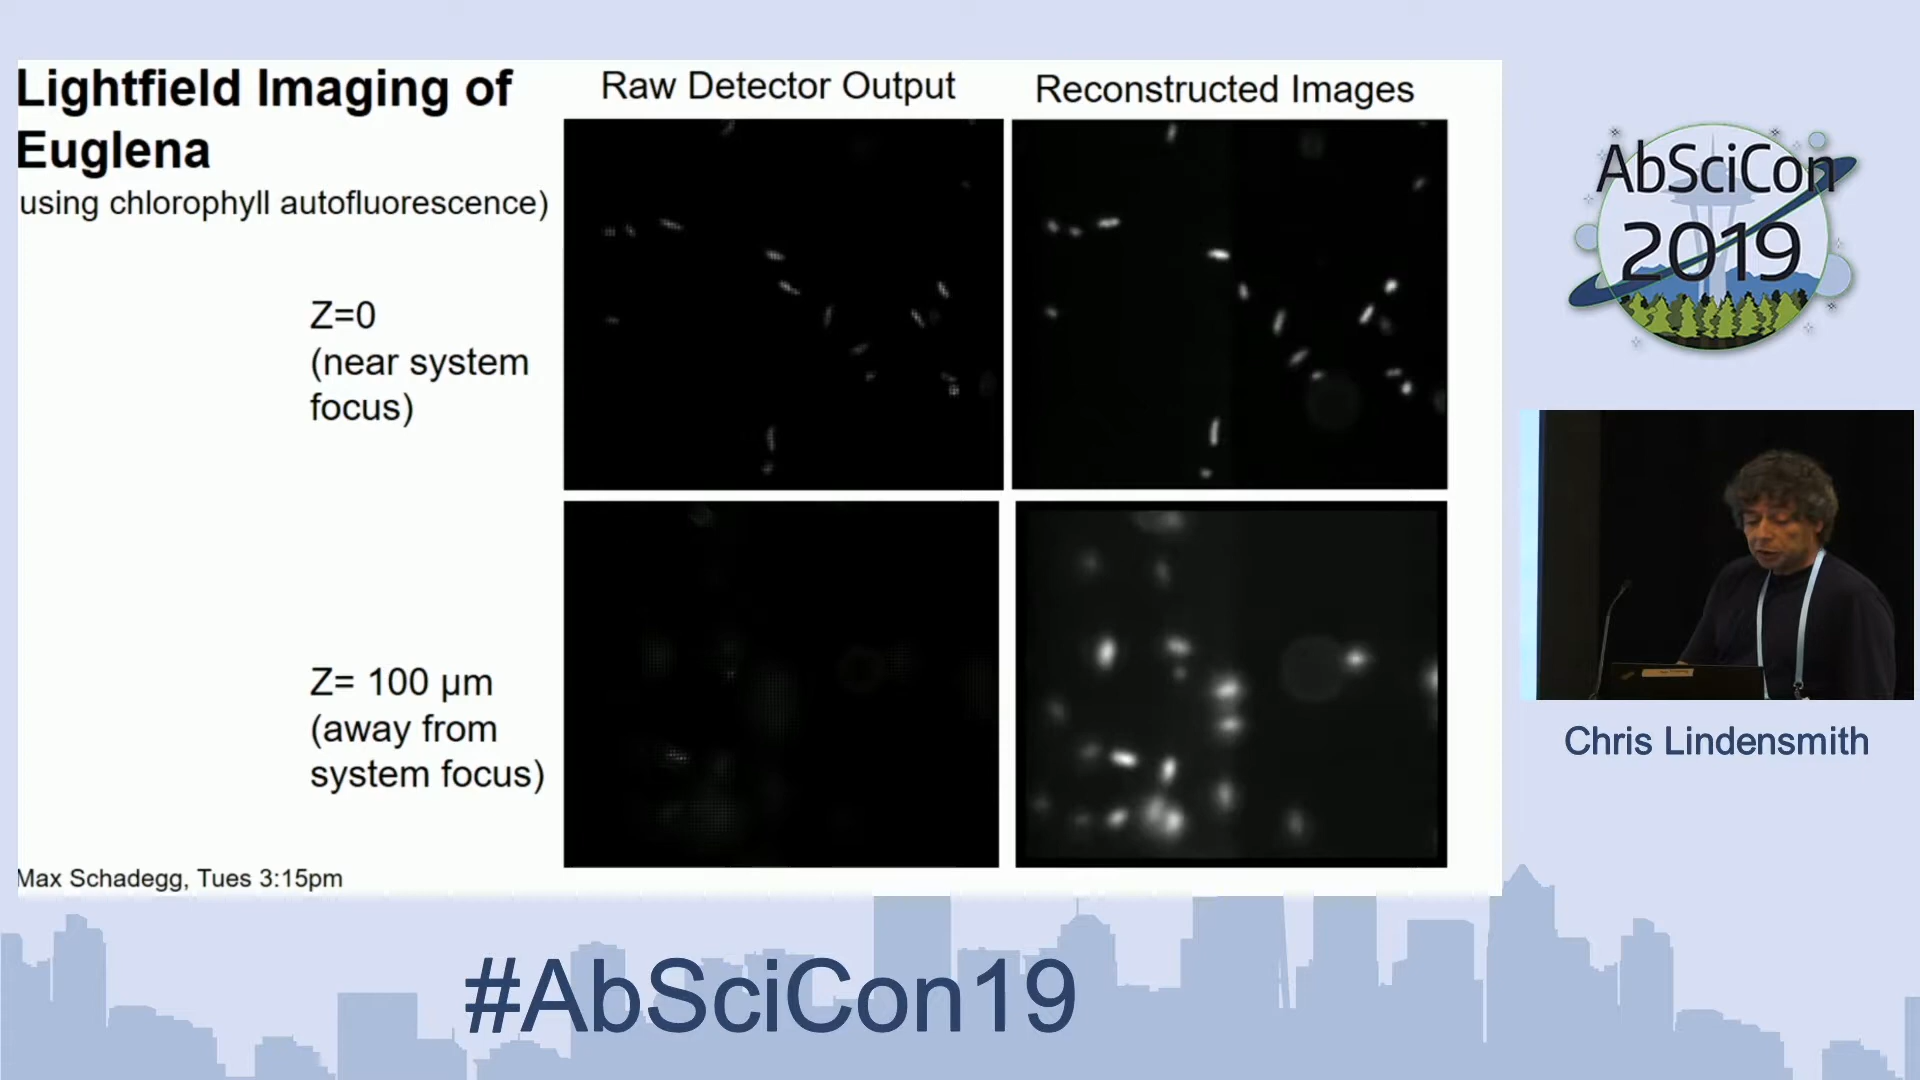 Lightfield Imaging of
Euglena
using chlorophyll autofluorescence)
Raw Detector Output
Reconstructed Images
Z=0
(near system
focus)
Z= 100 µm
(away from
system focus)
Max Schadegg, Tues 3:15pm
AbSciCon
2019
Chris Lindensmith
#AbSciCon19